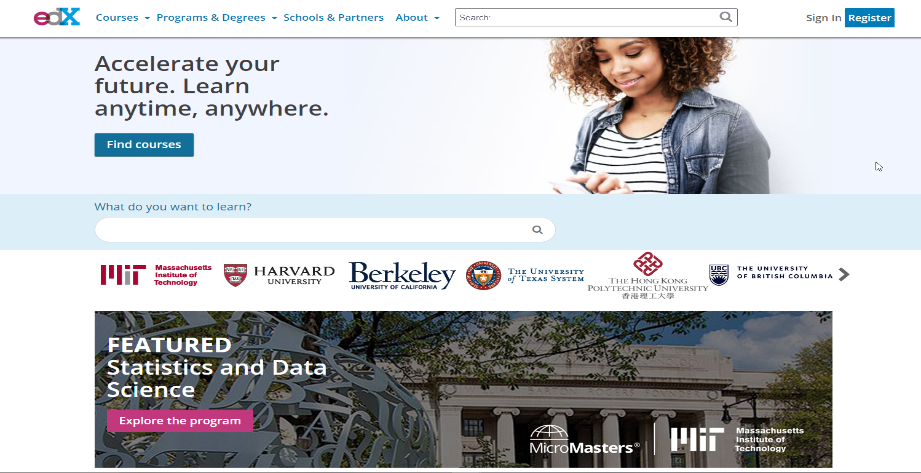 edX
Courses
Programs & Degrees
Schools & Partners
About
Search:
Sign In
Register
Accelerate your
future. Learn
anytime, anywhere.
Find courses
What do you want to learn?
MIT
Massachusetts
Institute of
Technology
HARVARD
UNIVERSITY
Berkeley
UNIVERSITY OF CALIFORNIA
THE UNIVERSITY
of TEXAS SYSTEM
THE HONG KONG
POLYTECHNIC UNIVERSITY
香港理工大學
UBC
THE UNIVERSITY
OF BRITISH COLUMBIA
FEATURED
Statistics and Data
Science
Explore the program
MicroMasters®
MIT
Massachusetts
Institute of
Technology